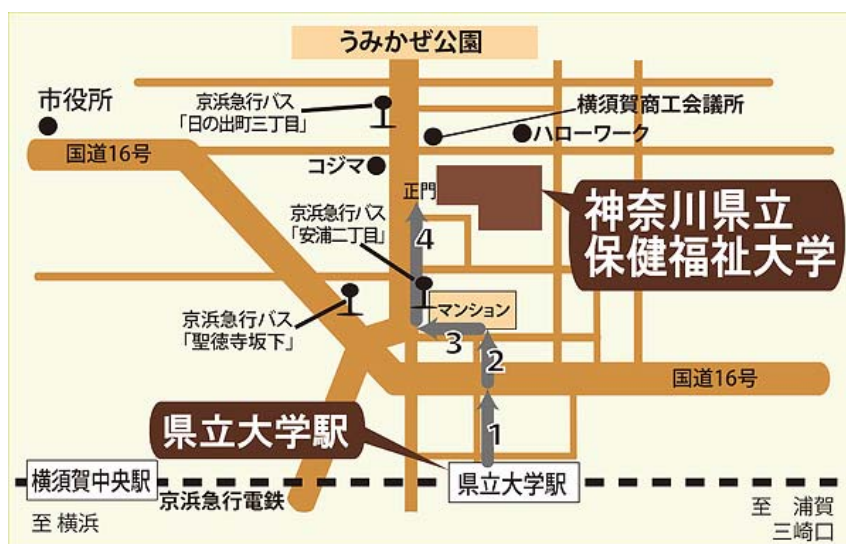 うみかぜ公園
市役所
京浜急行バス
「日の出町三丁目」
横須賀商工会議所
ハローワーク
国道16号
コジマ
正門
神奈川県立
保健福祉大学
京浜急行バス
「安浦二丁目」
4
マンション
京浜急行バス
「聖徳寺坂下」
3
2
国道16号
県立大学駅
1
横須賀中央駅
京浜急行電鉄
県立大学駅
至 横浜
至 浦賀
三崎口